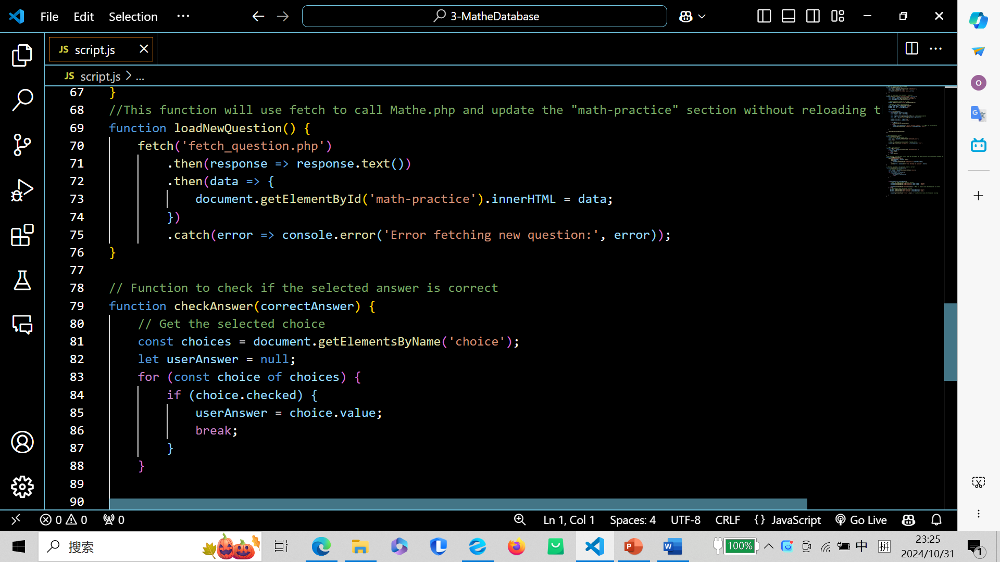 File Edit Selection ···
3-MatheDatabase
JS script.js
JS script.js > ...
67 }
68 //This function will use fetch to call Mathe.php and update the "math-practice" section without reloading
69 function loadNewQuestion() {
70 fetch('fetch_question.php')
71 .then(response => response.text())
72 .then(data => {
73 document.getElementById('math-practice').innerHTML = data;
74 })
75 .catch(error => console.error('Error fetching new question:', error));
76 }
77
78 // Function to check if the selected answer is correct
79 function checkAnswer(correctAnswer) {
80 // Get the selected choice
81 const choices = document.getElementsByName('choice');
82 let userAnswer = null;
83 for (const choice of choices) {
84 if (choice.checked) {
85 userAnswer = choice.value;
86 break;
87 }
88 }
89
90
0 0 0 Ln 1, Col 1 Spaces: 4 UTF-8 CRLF {} JavaScript Go Live
搜索
100% 中 拼
23:25
2024/10/31
1